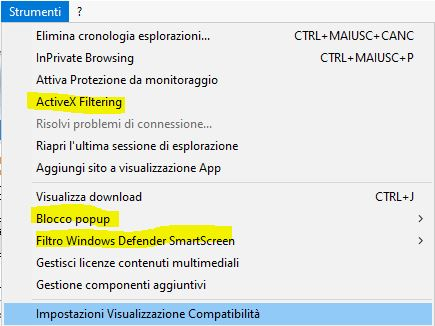 Strumenti ?
Elimina cronologia esplorazioni... CTRL+MAIUSC+CANC
InPrivate Browsing CTRL+MAIUSC+P
Attiva Protezione da monitoraggio
ActiveX Filtering
Risolvi problemi di connessione...
Riapri l'ultima sessione di esplorazione
Aggiungi sito a visualizzazione App
Visualizza download CTRL+J
Blocco popup
Filtro Windows Defender SmartScreen
Gestisci licenze contenuti multimediali
Gestione componenti aggiuntivi
Impostazioni Visualizzazione Compatibilità